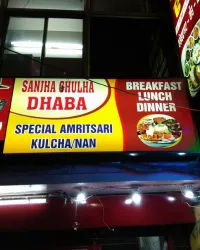 SANJHA CHULHA
DHABA
SPECIAL AMRITSARI
KULCHA/NAN
BREAKFAST
LUNCH
DINNER